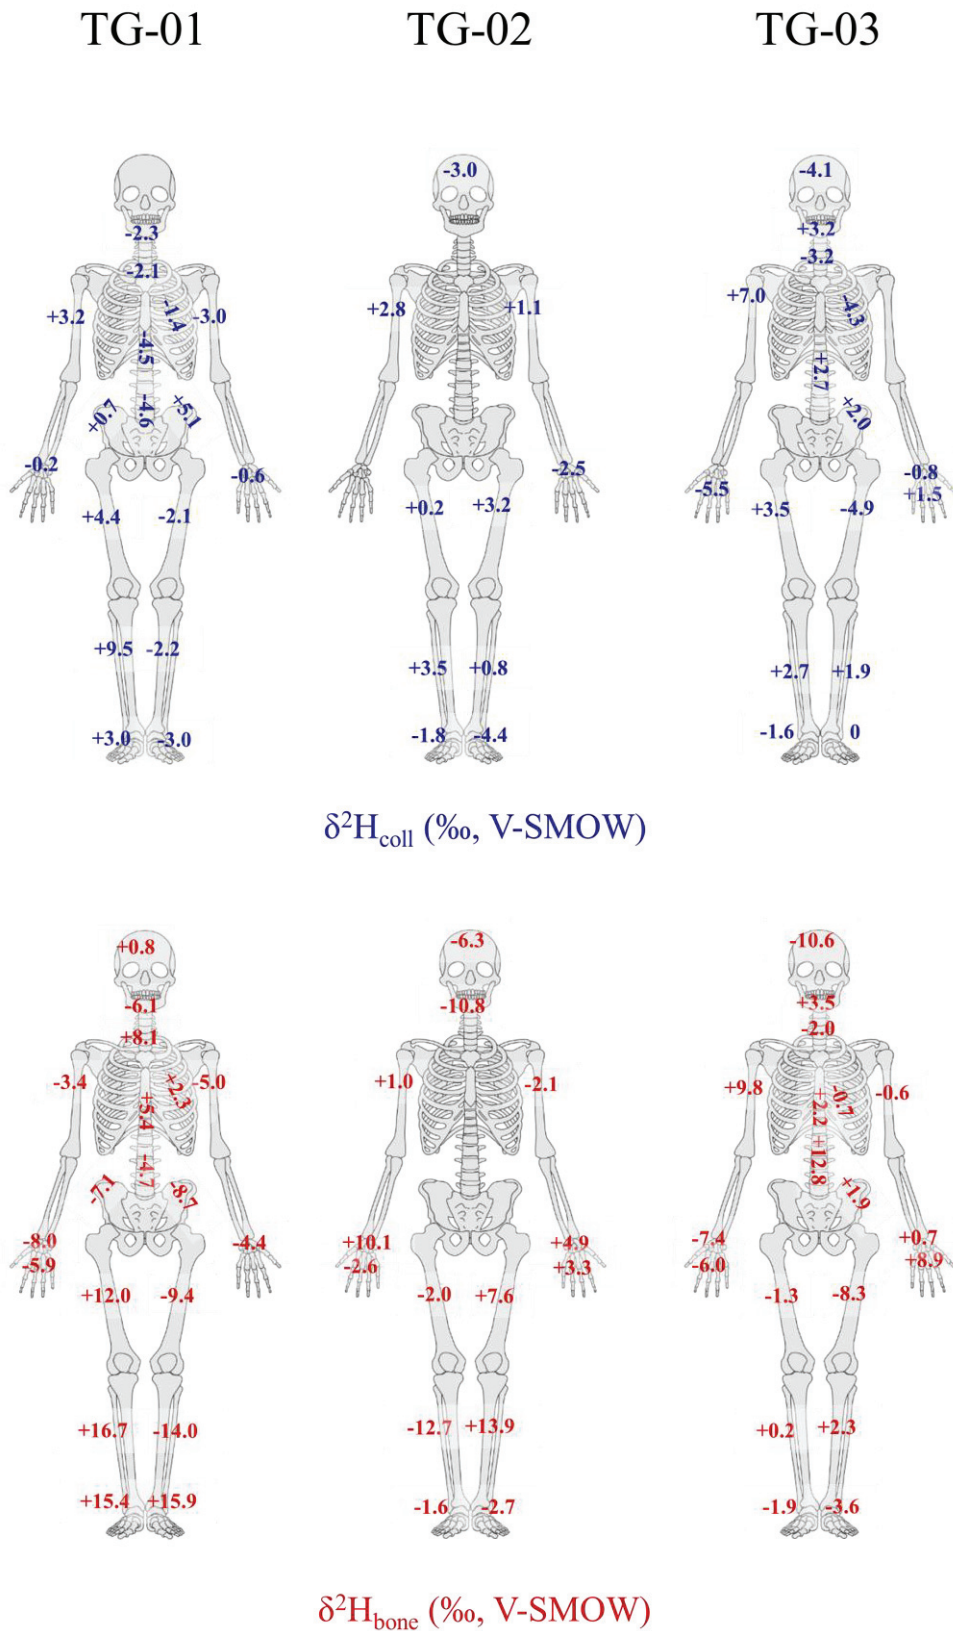 TG-01 TG-02 TG-03
-3.0 -4.1
-2.3 +3.2
-2.1 -3.2
+3.2 -1.4 -3.0 +2.8 +1.1 +7.0 -4.3
-4.5 +2.7
+0.7 -4.6 +5.1 +2.0
-0.2 -0.6 -2.5 -5.5 -0.8
+1.5
+4.4 -2.1 +0.2 +3.2 +3.5 -4.9
+9.5 -2.2 +3.5 +0.8 +2.7 +1.9
+3.0 -3.0 -1.8 -4.4 -1.6 0
δ²H_coll (‰, V-SMOW)
+0.8 -6.3 -10.6
-6.1 -10.8 +3.5
+8.1 -2.0
-3.4 +2.3 -5.0 +1.0 -2.1 +9.8 -0.7 -0.6
+5.4 +2.2
-4.7 +12.8
-7.1 -8.7 +1.9
-8.0 -4.4 +10.1 +4.9 -7.4 +0.7
-5.9 -2.6 +3.3 -6.0 +8.9
+12.0 -9.4 -2.0 +7.6 -1.3 -8.3
+16.7 -14.0 -12.7 +13.9 +0.2 +2.3
+15.4 +15.9 -1.6 -2.7 -1.9 -3.6
δ²H_bone (‰, V-SMOW)